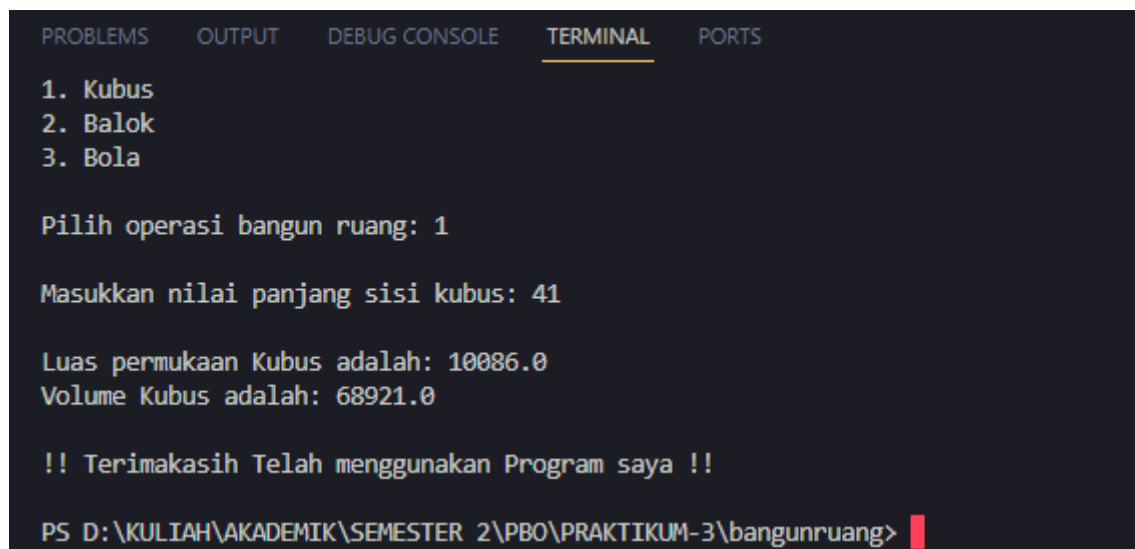 PROBLEMS OUTPUT DEBUG CONSOLE TERMINAL PORTS
1. Kubus
2. Balok
3. Bola
Pilih operasi bangun ruang: 1
Masukkan nilai panjang sisi kubus: 41
Luas permukaan Kubus adalah: 10086.0
Volume Kubus adalah: 68921.0
!! Terimakasih Telah menggunakan Program saya !!
PS D:\KULIAH\AKADEMIK\SEMESTER 2\PBO\PRAKTIKUM-3\bangunruang>